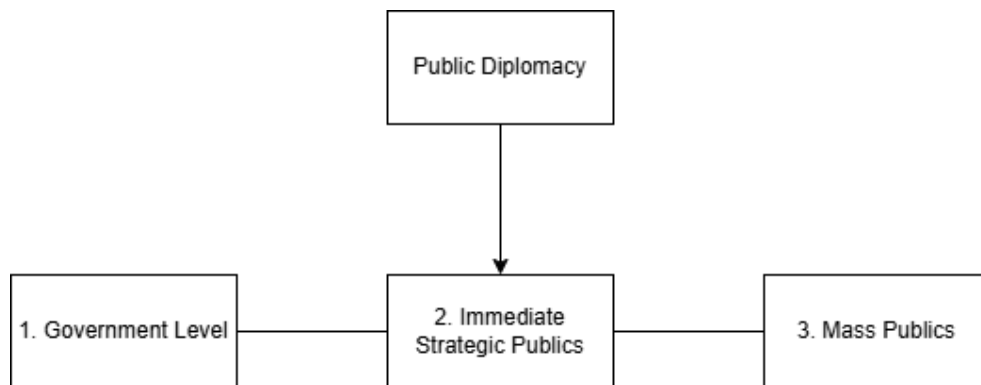 Public Diplomacy
1. Government Level
2. Immediate
Strategic Publics
3. Mass Publics